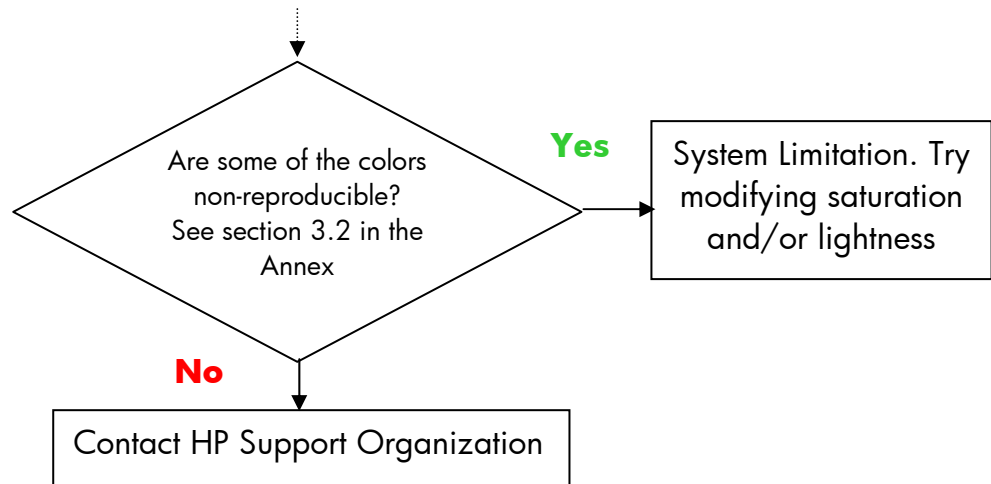 Are some of the colors
non-reproducible?
See section 3.2 in the
Annex
Yes
System Limitation. Try
modifying saturation
and/or lightness
No
Contact HP Support Organization